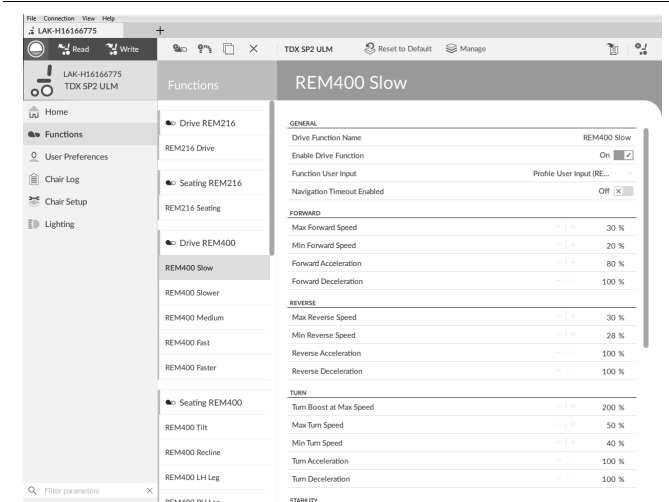 File Connection View Help
LAK-H16166775 +
Read Write TDX SP2 ULM Reset to Default Manage
LAK-H16166775
TDX SP2 ULM
Home
Functions
User Preferences
Chair Log
Chair Setup
Lighting
Filter parameters
Functions
Drive REM216
REM216 Drive
Seating REM216
REM216 Seating
Drive REM400
REM400 Slow
REM400 Slower
REM400 Medium
REM400 Fast
REM400 Faster
Seating REM400
REM400 Tilt
REM400 Recline
REM400 LH Leg
REM400 RH Leg
REM400 Slow
GENERAL
Drive Function Name REM400 Slow
Enable Drive Function On
Function User Input Profile User Input (RE...
Navigation Timeout Enabled Off
FORWARD
Max Forward Speed − + 30 %
Min Forward Speed − + 20 %
Forward Acceleration − + 80 %
Forward Deceleration − + 100 %
REVERSE
Max Reverse Speed − + 30 %
Min Reverse Speed − + 28 %
Reverse Acceleration − + 100 %
Reverse Deceleration − + 100 %
TURN
Turn Boost at Max Speed − + 200 %
Max Turn Speed − + 50 %
Min Turn Speed − + 40 %
Turn Acceleration − + 100 %
Turn Deceleration − + 100 %
STABILITY